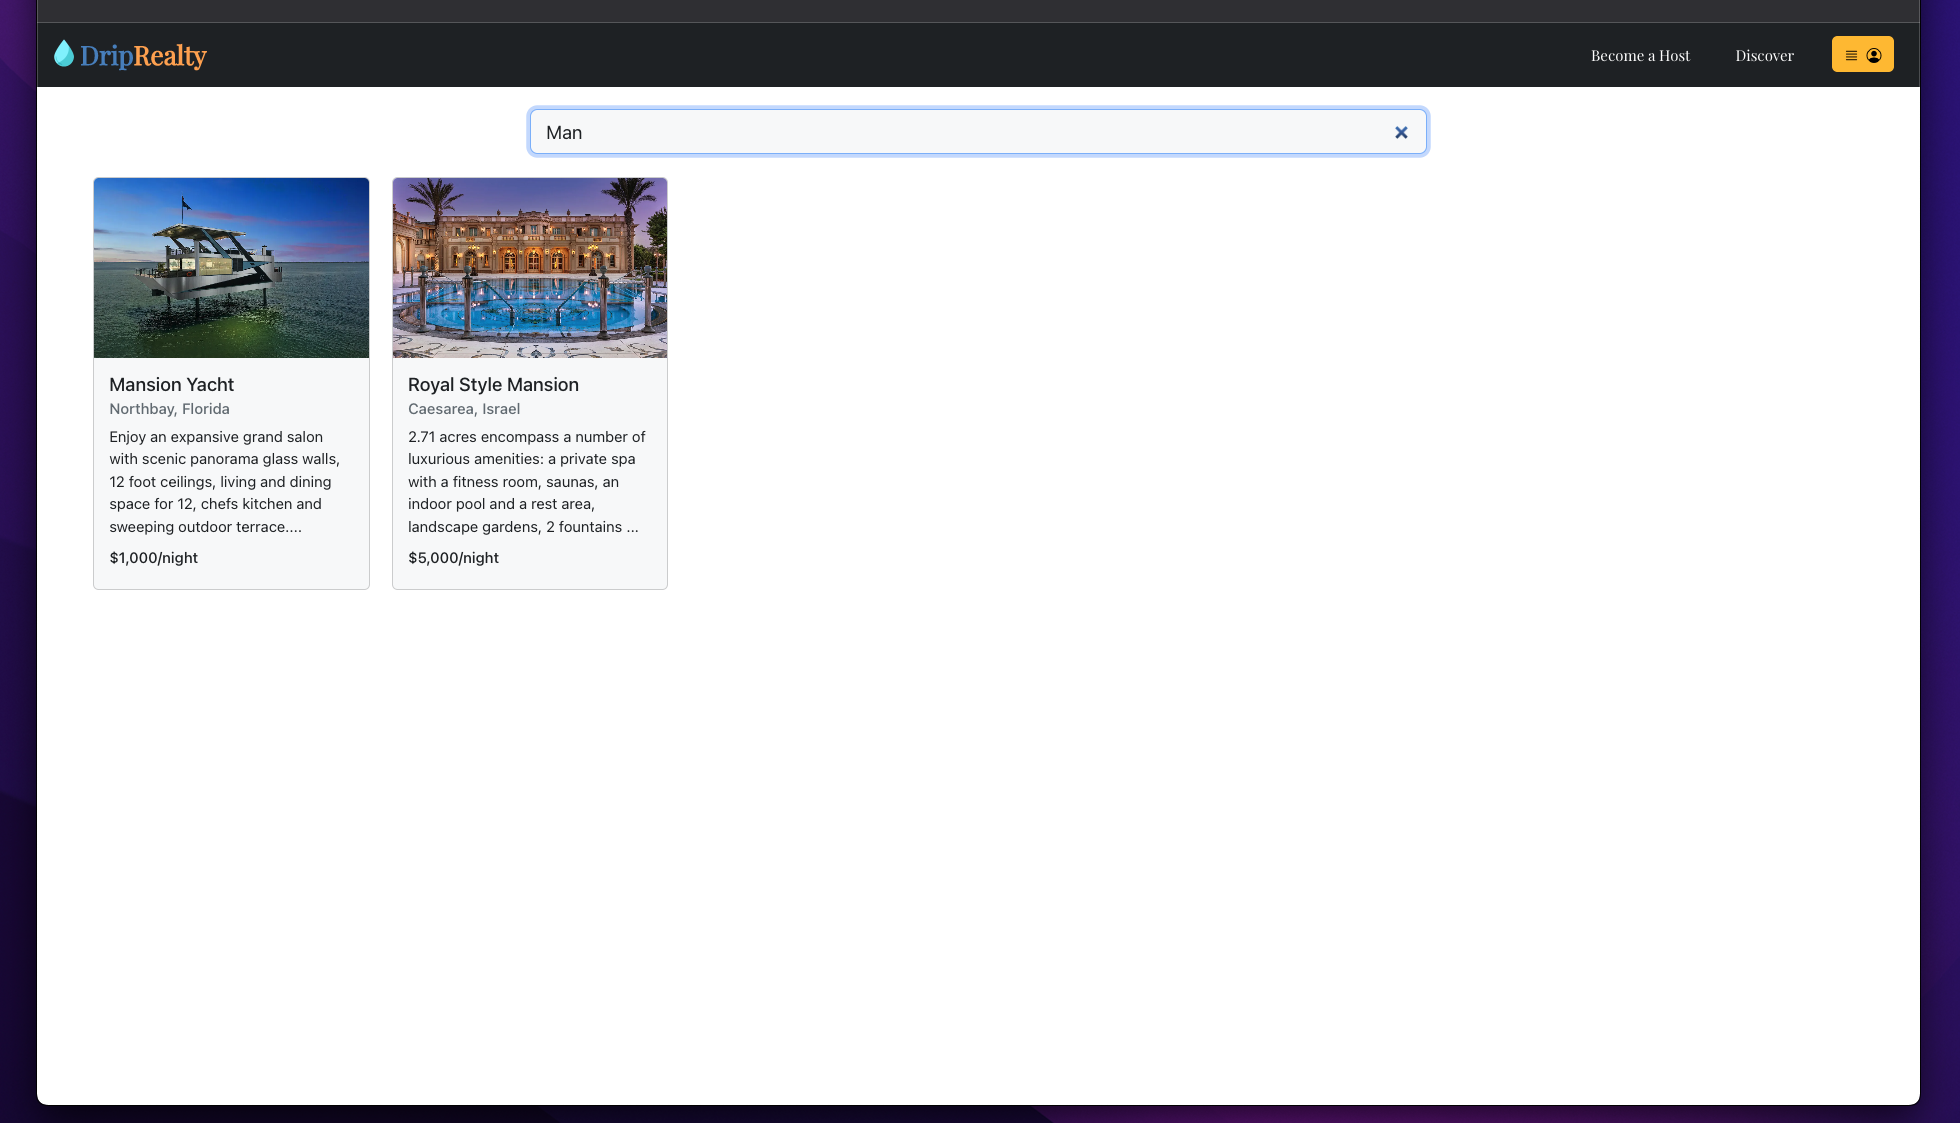 DripRealty
Become a Host
Discover
Man
Mansion Yacht
Northbay, Florida
Enjoy an expansive grand salon
with scenic panorama glass walls,
12 foot ceilings, living and dining
space for 12, chefs kitchen and
sweeping outdoor terrace....
$1,000/night
Royal Style Mansion
Caesarea, Israel
2.71 acres encompass a number of
luxurious amenities: a private spa
with a fitness room, saunas, an
indoor pool and a rest area,
landscape gardens, 2 fountains ...
$5,000/night